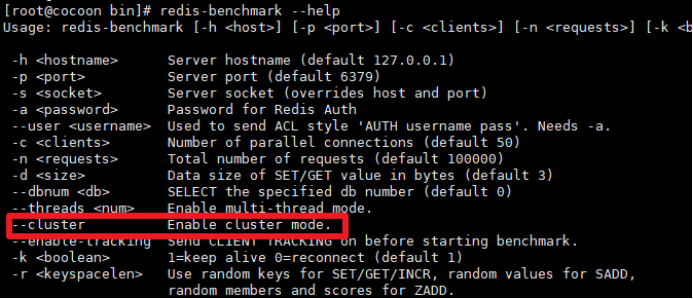 [root@cocoon bin]# redis-benchmark --help
Usage: redis-benchmark [-h <host>] [-p <port>] [-c <clients>] [-n <requests>] [-k <b
-h <hostname> Server hostname (default 127.0.0.1)
-p <port> Server port (default 6379)
-s <socket> Server socket (overrides host and port)
-a <password> Password for Redis Auth
--user <username> Used to send ACL style 'AUTH username pass'. Needs -a.
-c <clients> Number of parallel connections (default 50)
-n <requests> Total number of requests (default 100000)
-d <size> Data size of SET/GET value in bytes (default 3)
--dbnum <db> SELECT the specified db number (default 0)
--threads <num> Enable multi-thread mode.
--cluster Enable cluster mode.
--enable-tracking Send CLIENT TRACKING on before starting benchmark.
-k <boolean> 1=keep alive 0=reconnect (default 1)
-r <keyspacelen> Use random keys for SET/GET/INCR, random values for SADD,
random members and scores for ZADD.